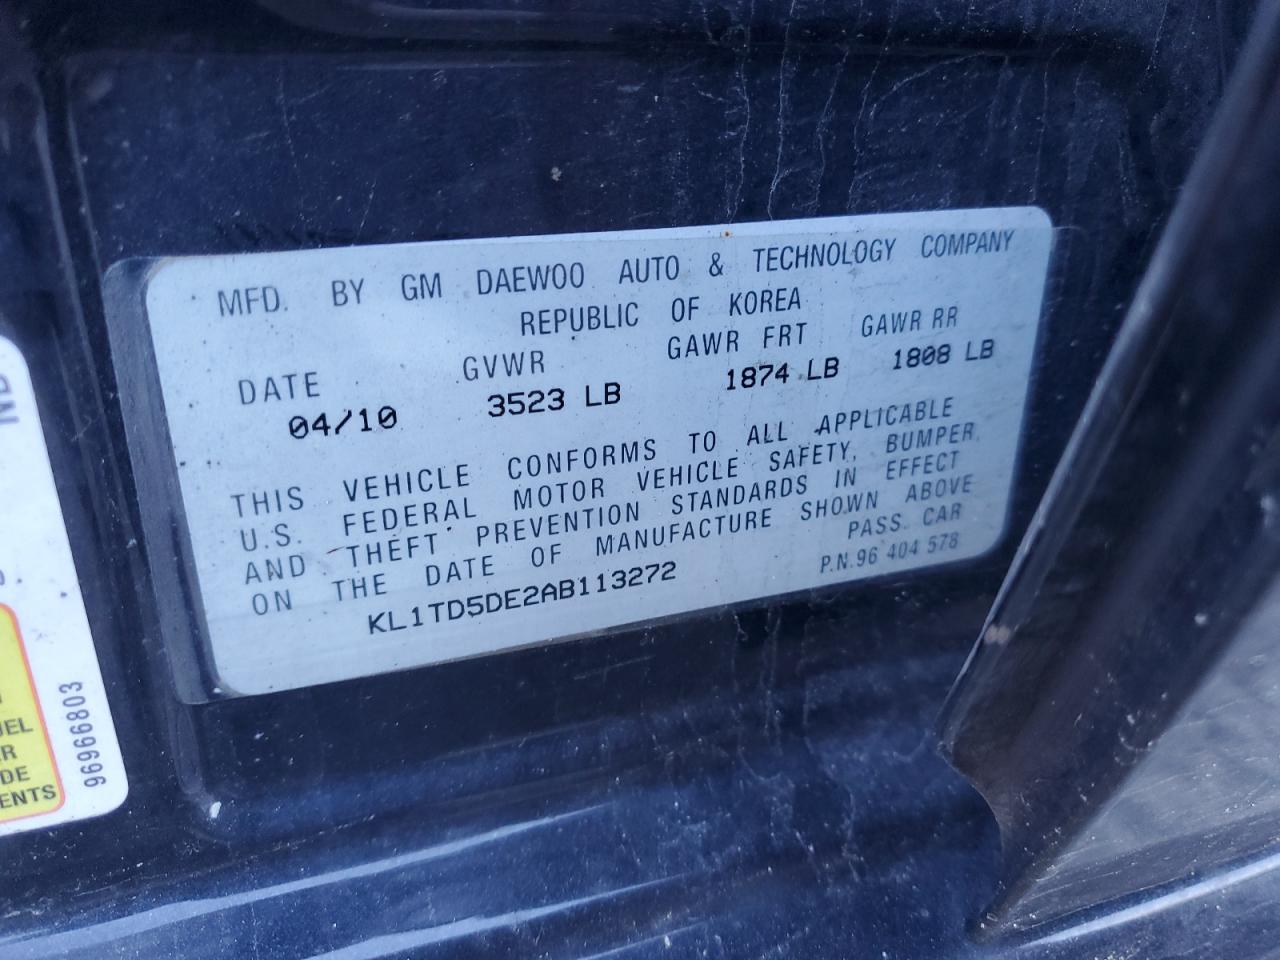 MFD. BY GM DAEWOO AUTO & TECHNOLOGY COMPANY
REPUBLIC OF KOREA
DATE GVWR GAWR FRT GAWR RR
04/10 3523 LB 1874 LB 1808 LB
THIS VEHICLE CONFORMS TO ALL APPLICABLE
U.S. FEDERAL MOTOR VEHICLE SAFETY, BUMPER,
AND THEFT PREVENTION STANDARDS IN EFFECT
ON THE DATE OF MANUFACTURE SHOWN ABOVE
PASS. CAR
KL1TD5DE2AB113272
P.N.96 404 578
96966803